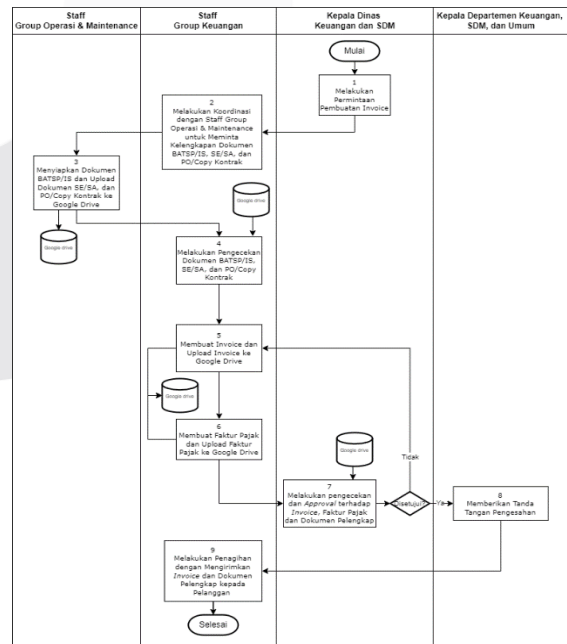 Staff
Group Operasi & Maintenance
Staff
Group Keuangan
Kepala Dinas
Keuangan dan SDM
Kepala Departemen Keuangan,
SDM, dan Umum
Mulai
1
Melakukan
Permintaan
Pembuatan Invoice
2
Melakukan Koordinasi
dengan Staff Group
Operasi & Maintenance
untuk Meminta
Kelengkapan Dokumen
BATSP/IS, SE/SA, dan
PO/Copy Kontrak
3
Menyiapkan Dokumen
BATSP/IS dan Upload
Dokumen SE/SA, dan
PO/Copy Kontrak ke
Google Drive
Google drive
Google drive
4
Melakukan Pengecekan
Dokumen BATSP/IS,
SE/SA, dan PO/Copy
Kontrak
5
Membuat Invoice dan
Upload Invoice ke
Google Drive
Google drive
6
Membuat Faktur Pajak
dan Upload Faktur
Pajak ke Google Drive
Google drive
Tidak
7
Melakukan pengecekan
dan Approval terhadap
Invoice, Faktur Pajak
dan Dokumen Pelengkap
Disetujui?
Ya
8
Memberikan Tanda
Tangan Pengesahan
9
Melakukan Penagihan
dengan Mengirimkan
Invoice dan Dokumen
Pelengkap kepada
Pelanggan
Selesai